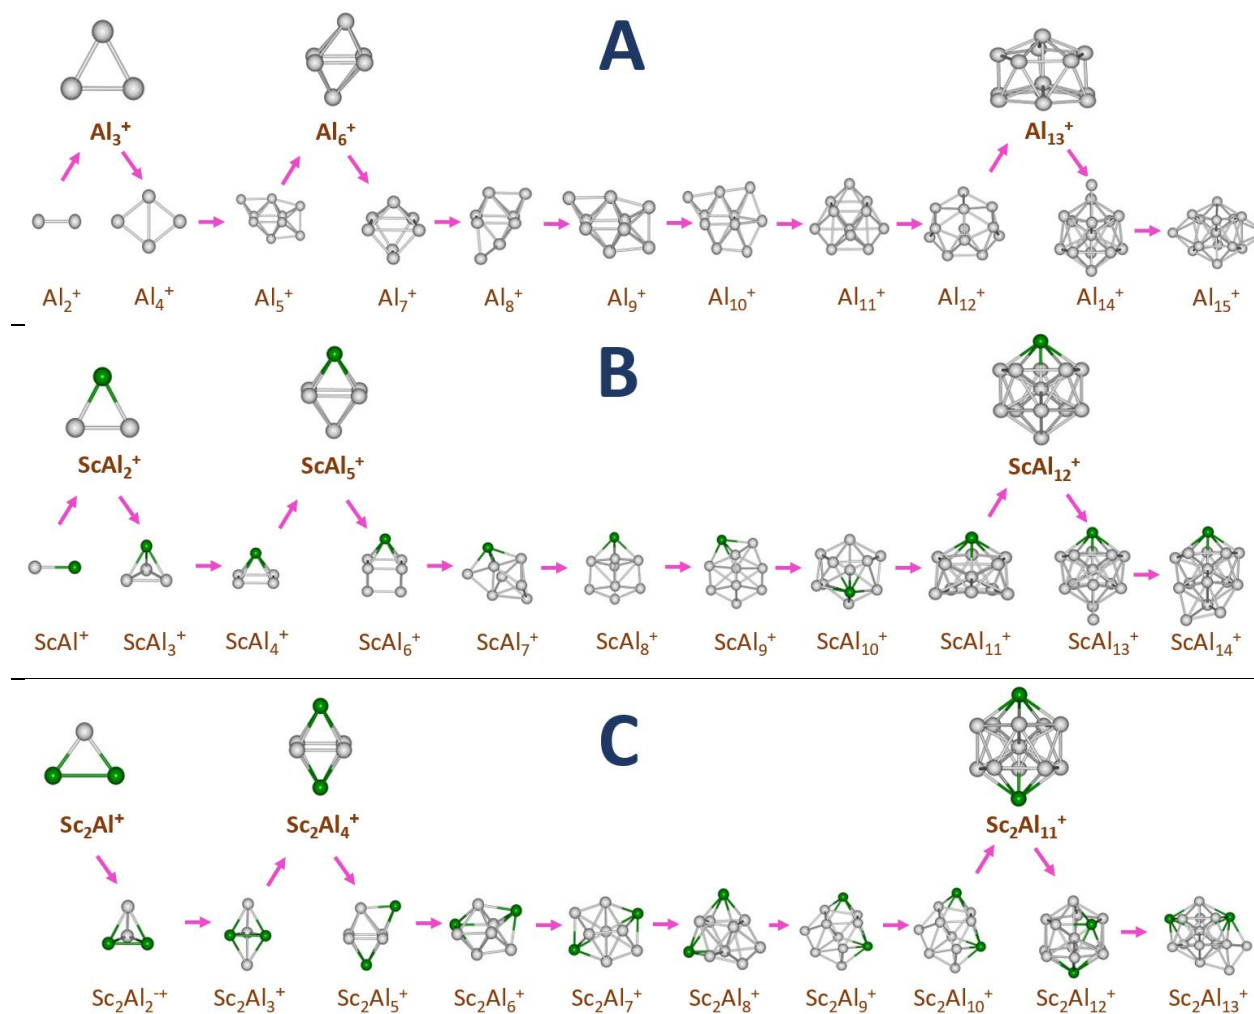 A
Al₃⁺ Al₆⁺ Al₁₃⁺
Al₂⁺ Al₄⁺ Al₅⁺ Al₇⁺ Al₈⁺ Al₉⁺ Al₁₀⁺ Al₁₁⁺ Al₁₂⁺ Al₁₄⁺ Al₁₅⁺
B
ScAl₂⁺ ScAl₅⁺ ScAl₁₂⁺
ScAl⁺ ScAl₃⁺ ScAl₄⁺ ScAl₆⁺ ScAl₇⁺ ScAl₈⁺ ScAl₉⁺ ScAl₁₀⁺ ScAl₁₁⁺ ScAl₁₃⁺ ScAl₁₄⁺
C
Sc₂Al⁺ Sc₂Al₄⁺ Sc₂Al₁₁⁺
Sc₂Al₂⁻⁺ Sc₂Al₃⁺ Sc₂Al₅⁺ Sc₂Al₆⁺ Sc₂Al₇⁺ Sc₂Al₈⁺ Sc₂Al₉⁺ Sc₂Al₁₀⁺ Sc₂Al₁₂⁺ Sc₂Al₁₃⁺